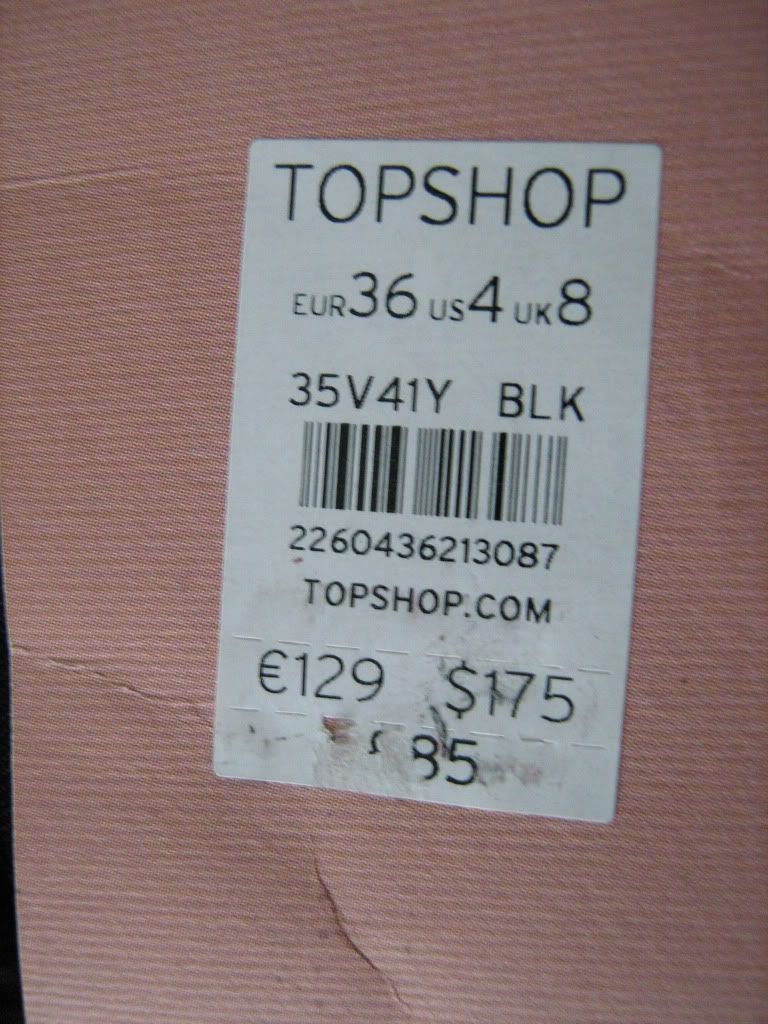 TOPSHOP
EUR36 US4 UK8
35V41Y BLK
2260436213087
TOPSHOP.COM
€129 $175
85